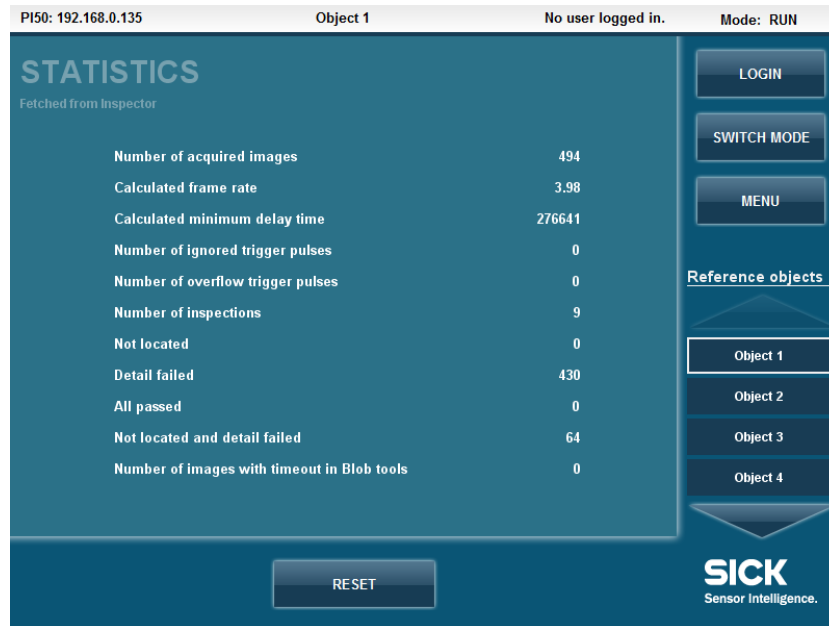 PI50: 192.168.0.135 Object 1 No user logged in. Mode: RUN
STATISTICS
Fetched from Inspector
Number of acquired images 494
Calculated frame rate 3.98
Calculated minimum delay time 276641
Number of ignored trigger pulses 0
Number of overflow trigger pulses 0
Number of inspections 9
Not located 0
Detail failed 430
All passed 0
Not located and detail failed 64
Number of images with timeout in Blob tools 0
RESET
LOGIN
SWITCH MODE
MENU
Reference objects
Object 1
Object 2
Object 3
Object 4
SICK
Sensor Intelligence.